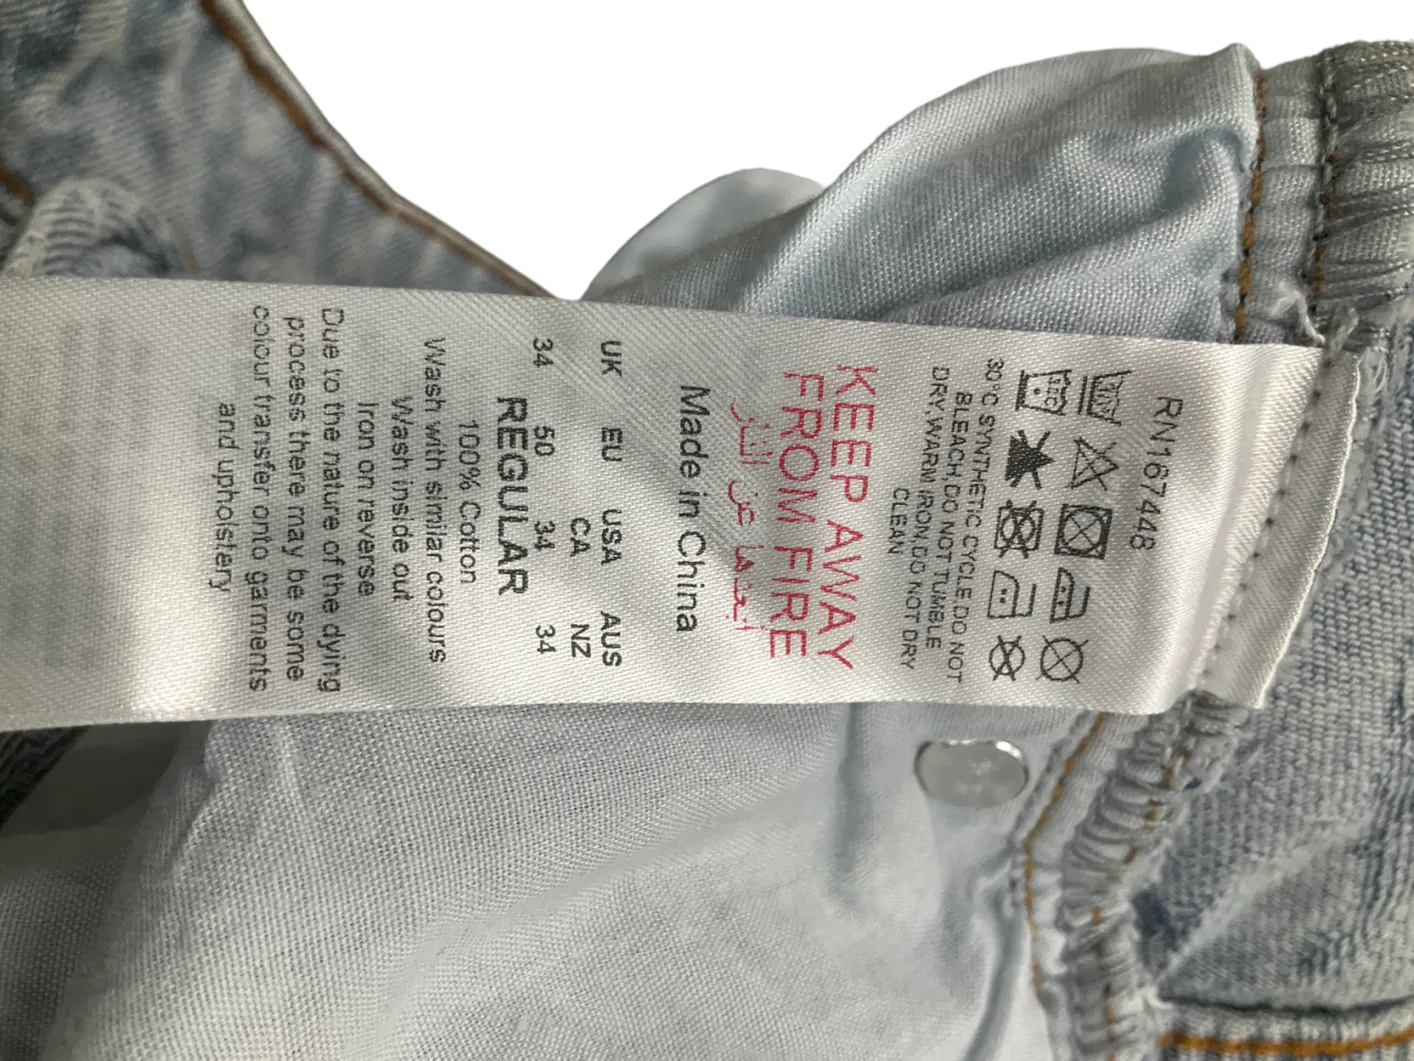 RN167448
30°C SYNTHETIC CYCLE,DO NOT
BLEACH,DO NOT TUMBLE
DRY,WARM IRON,DO NOT DRY
CLEAN
KEEP AWAY
FROM FIRE
أبعدها عن النار
Made in China
UK EU USA AUS
CA NZ
34 50 34 34
REGULAR
100% Cotton
Wash with similar colours
Wash inside out
Iron on reverse
Due to the nature of the dying
process there may be some
colour transfer onto garments
and upholstery